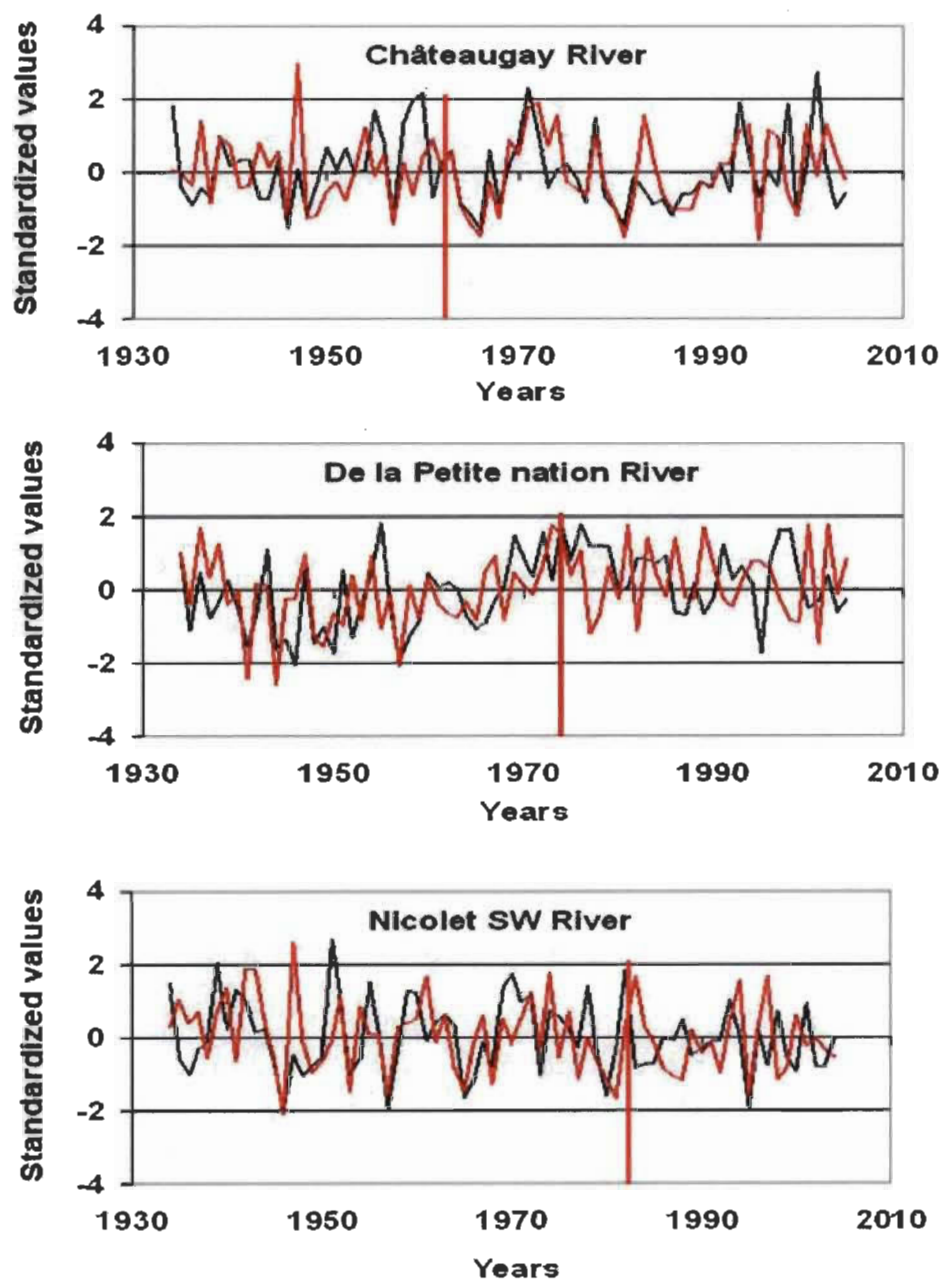 Châteaugay River
Standardized values
4
2
0
-2
-4
1930 1950 1970 1990 2010
Years
De la Petite nation River
Standardized values
4
2
0
-2
-4
1930 1950 1970 1990 2010
Years
Nicolet SW River
Standardized values
4
2
0
-2
-4
1930 1950 1970 1990 2010
Years